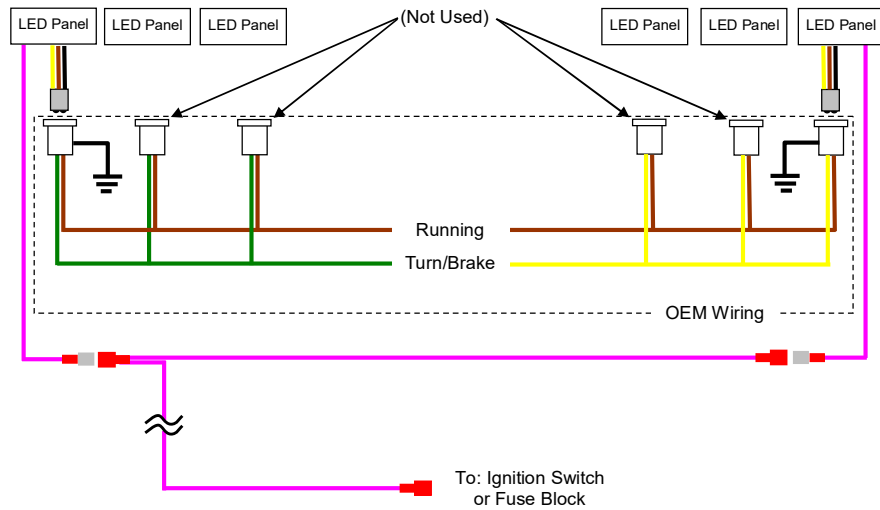 LED Panel
LED Panel
LED Panel
(Not Used)
LED Panel
LED Panel
LED Panel
Running
Turn/Brake
OEM Wiring
To: Ignition Switch
or Fuse Block